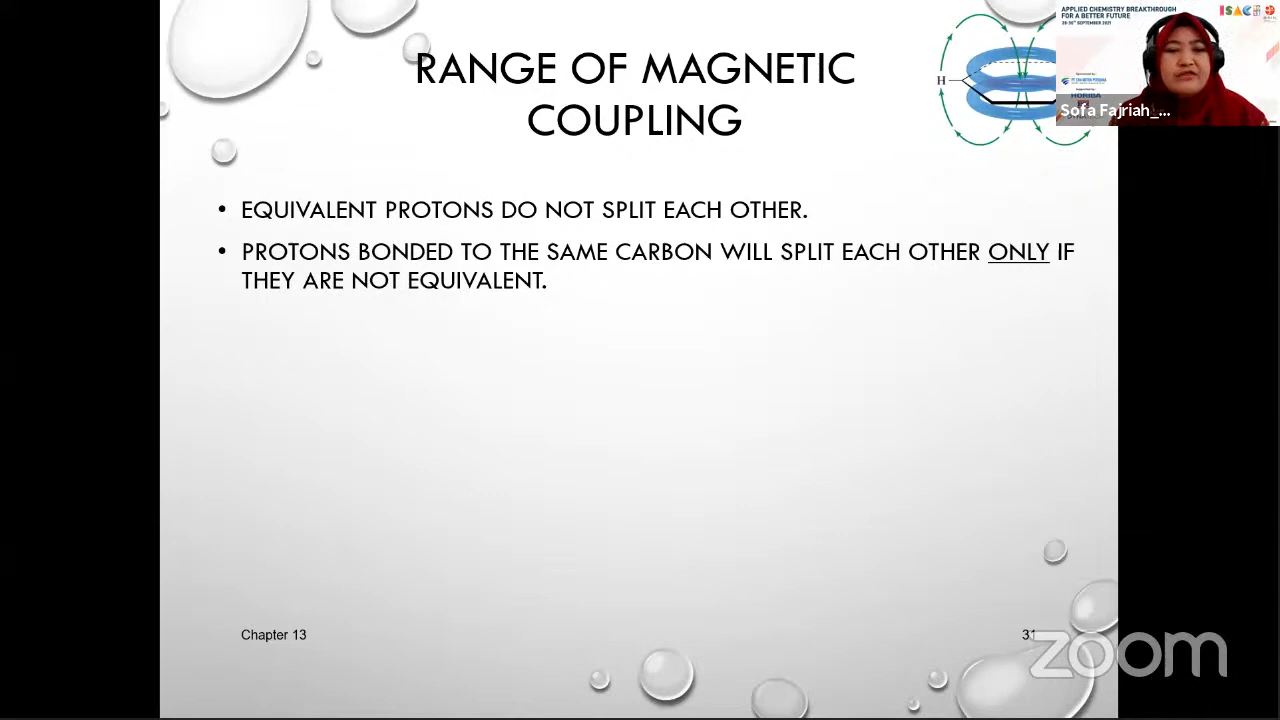 RANGE OF MAGNETIC
COUPLING
H
APPLIED CHEMISTRY BREAKTHROUGH
FOR A BETTER FUTURE
ISAC
Sofa Fajriah_...
• EQUIVALENT PROTONS DO NOT SPLIT EACH OTHER.
• PROTONS BONDED TO THE SAME CARBON WILL SPLIT EACH OTHER ONLY IF
THEY ARE NOT EQUIVALENT.
Chapter 13
31
zoom